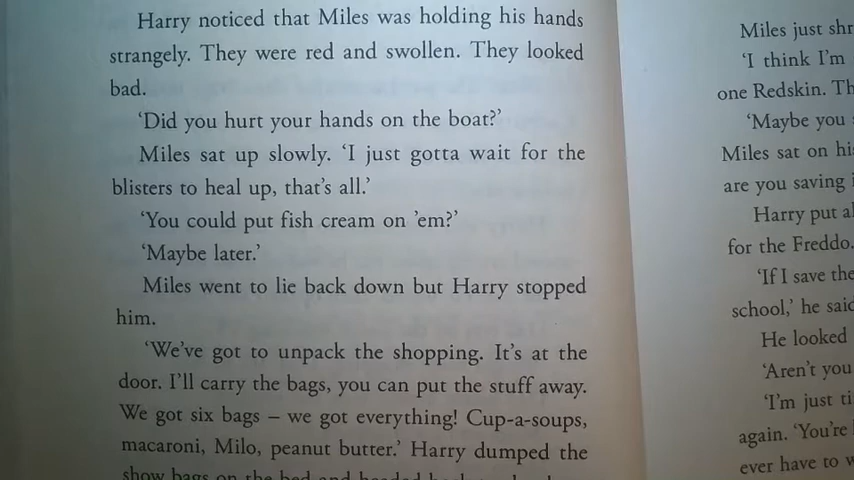 Harry noticed that Miles was holding his hands
strangely. They were red and swollen. They looked
bad.
‘Did you hurt your hands on the boat?’
Miles sat up slowly. ‘I just gotta wait for the
blisters to heal up, that’s all.’
‘You could put fish cream on ’em?’
‘Maybe later.’
Miles went to lie back down but Harry stopped
him.
‘We’ve got to unpack the shopping. It’s at the
door. I’ll carry the bags, you can put the stuff away.
We got six bags – we got everything! Cup-a-soups,
macaroni, Milo, peanut butter.’ Harry dumped the
show bags on the bed and
Miles just
‘I think I’m
one Redskin.
‘Maybe you
Miles sat on
are you saving
Harry put
for the Freddo.
‘If I save the
school,’ he
He looked
‘Aren’t you
‘I’m just
again. ‘You’re
ever have to